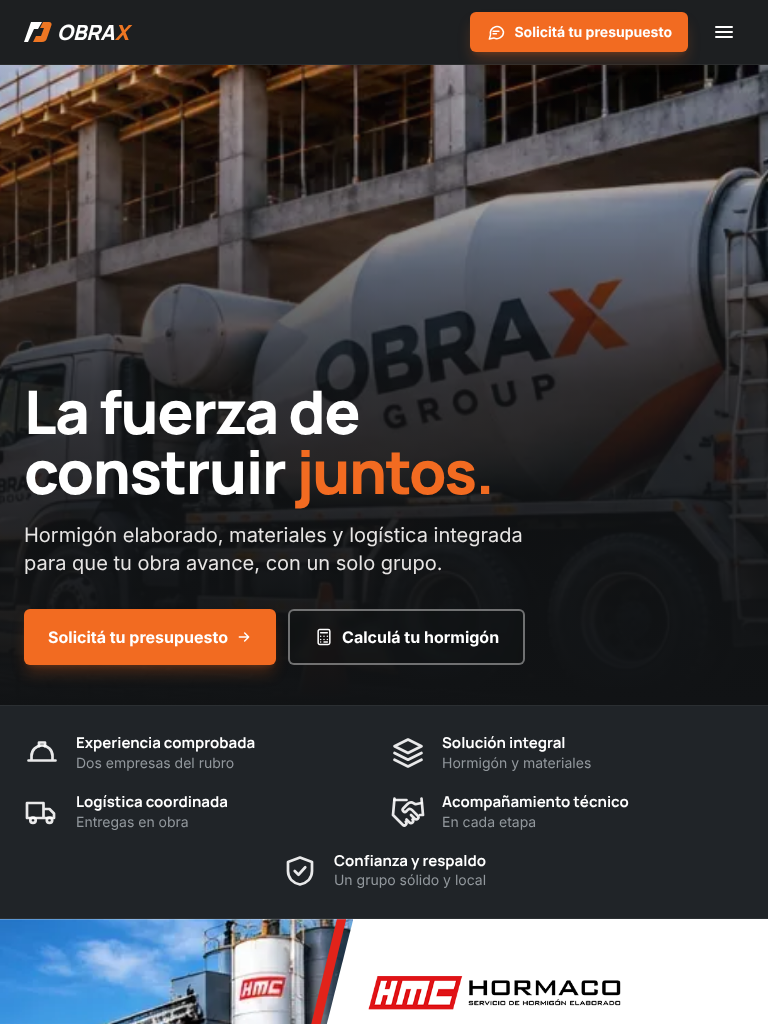 OBRAX
Solicitá tu presupuesto
OBRAX
GROUP
La fuerza de
construir juntos.
Hormigón elaborado, materiales y logística integrada
para que tu obra avance, con un solo grupo.
Solicitá tu presupuesto
Calculá tu hormigón
Experiencia comprobada
Dos empresas del rubro
Solución integral
Hormigón y materiales
Logística coordinada
Entregas en obra
Acompañamiento técnico
En cada etapa
Confianza y respaldo
Un grupo sólido y local
HMC
HMC HORMACO
SERVICIO DE HORMIGÓN ELABORADO